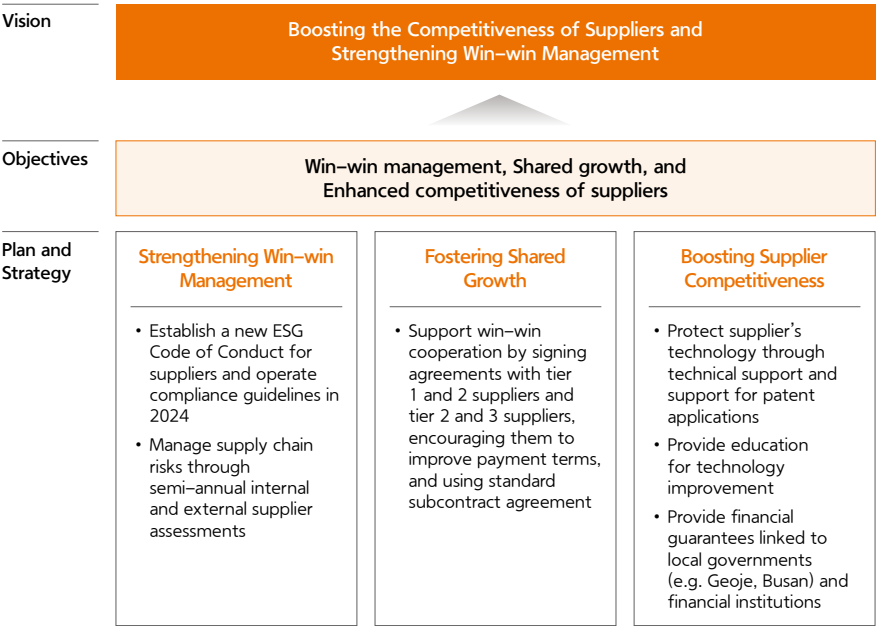 Vision
Boosting the Competitiveness of Suppliers and
Strengthening Win–win Management
Objectives
Win–win management, Shared growth, and
Enhanced competitiveness of suppliers
Plan and
Strategy
Strengthening Win–win
Management
• Establish a new ESG
Code of Conduct for
suppliers and operate
compliance guidelines in
2024
• Manage supply chain
risks through
semi–annual internal
and external supplier
assessments
Fostering Shared
Growth
• Support win–win
cooperation by signing
agreements with tier
1 and 2 suppliers and
tier 2 and 3 suppliers,
encouraging them to
improve payment terms,
and using standard
subcontract agreement
Boosting Supplier
Competitiveness
• Protect supplier's
technology through
technical support and
support for patent
applications
• Provide education
for technology
improvement
• Provide financial
guarantees linked to
local governments
(e.g. Geoje, Busan) and
financial institutions